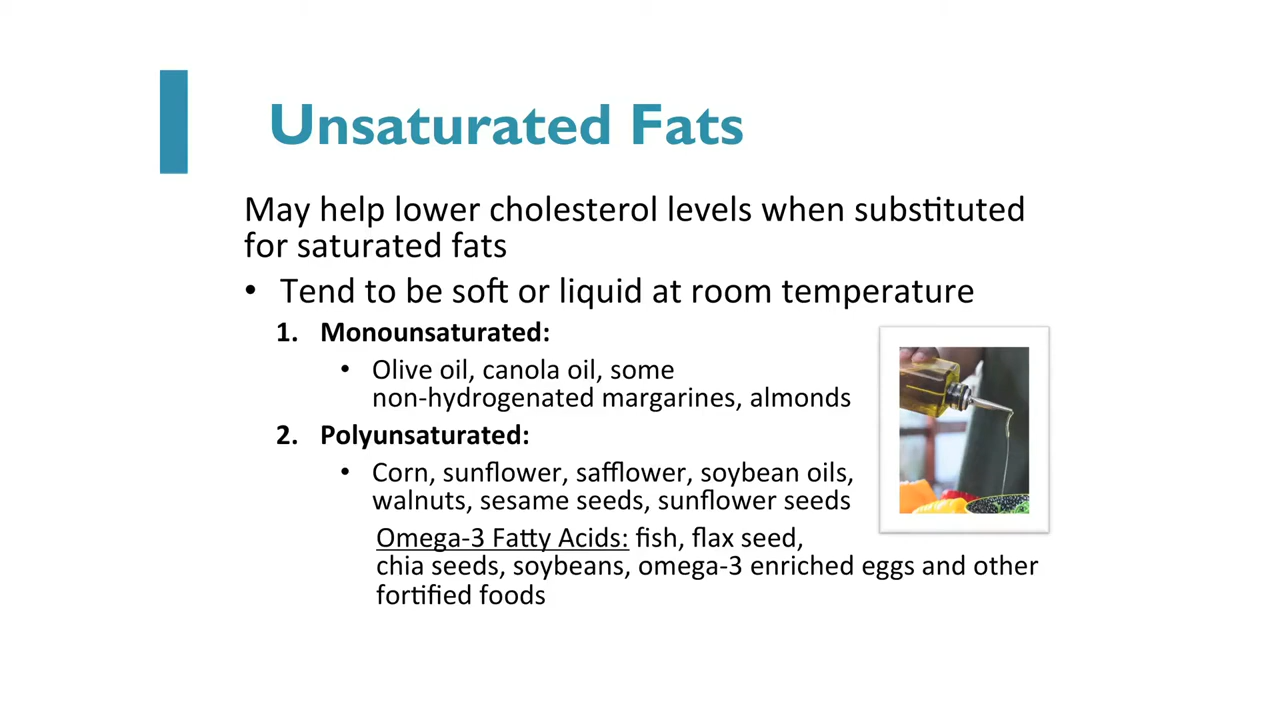 Unsaturated Fats
May help lower cholesterol levels when substituted
for saturated fats
• Tend to be soft or liquid at room temperature
1. Monounsaturated:
• Olive oil, canola oil, some
non-hydrogenated margarines, almonds
2. Polyunsaturated:
• Corn, sunflower, safflower, soybean oils,
walnuts, sesame seeds, sunflower seeds
Omega-3 Fatty Acids: fish, flax seed,
chia seeds, soybeans, omega-3 enriched eggs and other
fortified foods